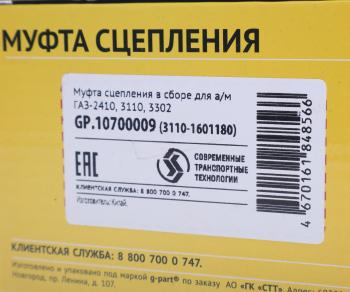 МУФТА СЦЕПЛЕНИЯ
Муфта сцепления в сборе для а/м
ГАЗ-2410, 3110, 3302
GP.10700009 (3110-1601180)
EAC
СОВРЕМЕННЫЕ
ТРАНСПОРТНЫЕ
ТЕХНОЛОГИИ
КЛИЕНТСКАЯ СЛУЖБА: 8 800 700 0 747.
Изготовлено: Китай.
4 670161 848566
КЛИЕНТСКАЯ СЛУЖБА: 8 800 700 0 747.
Изготовлено и упаковано под маркой g-part® по заказу АО «ГК «СТТ»
Новгород, пр. Ленина, д. 107.